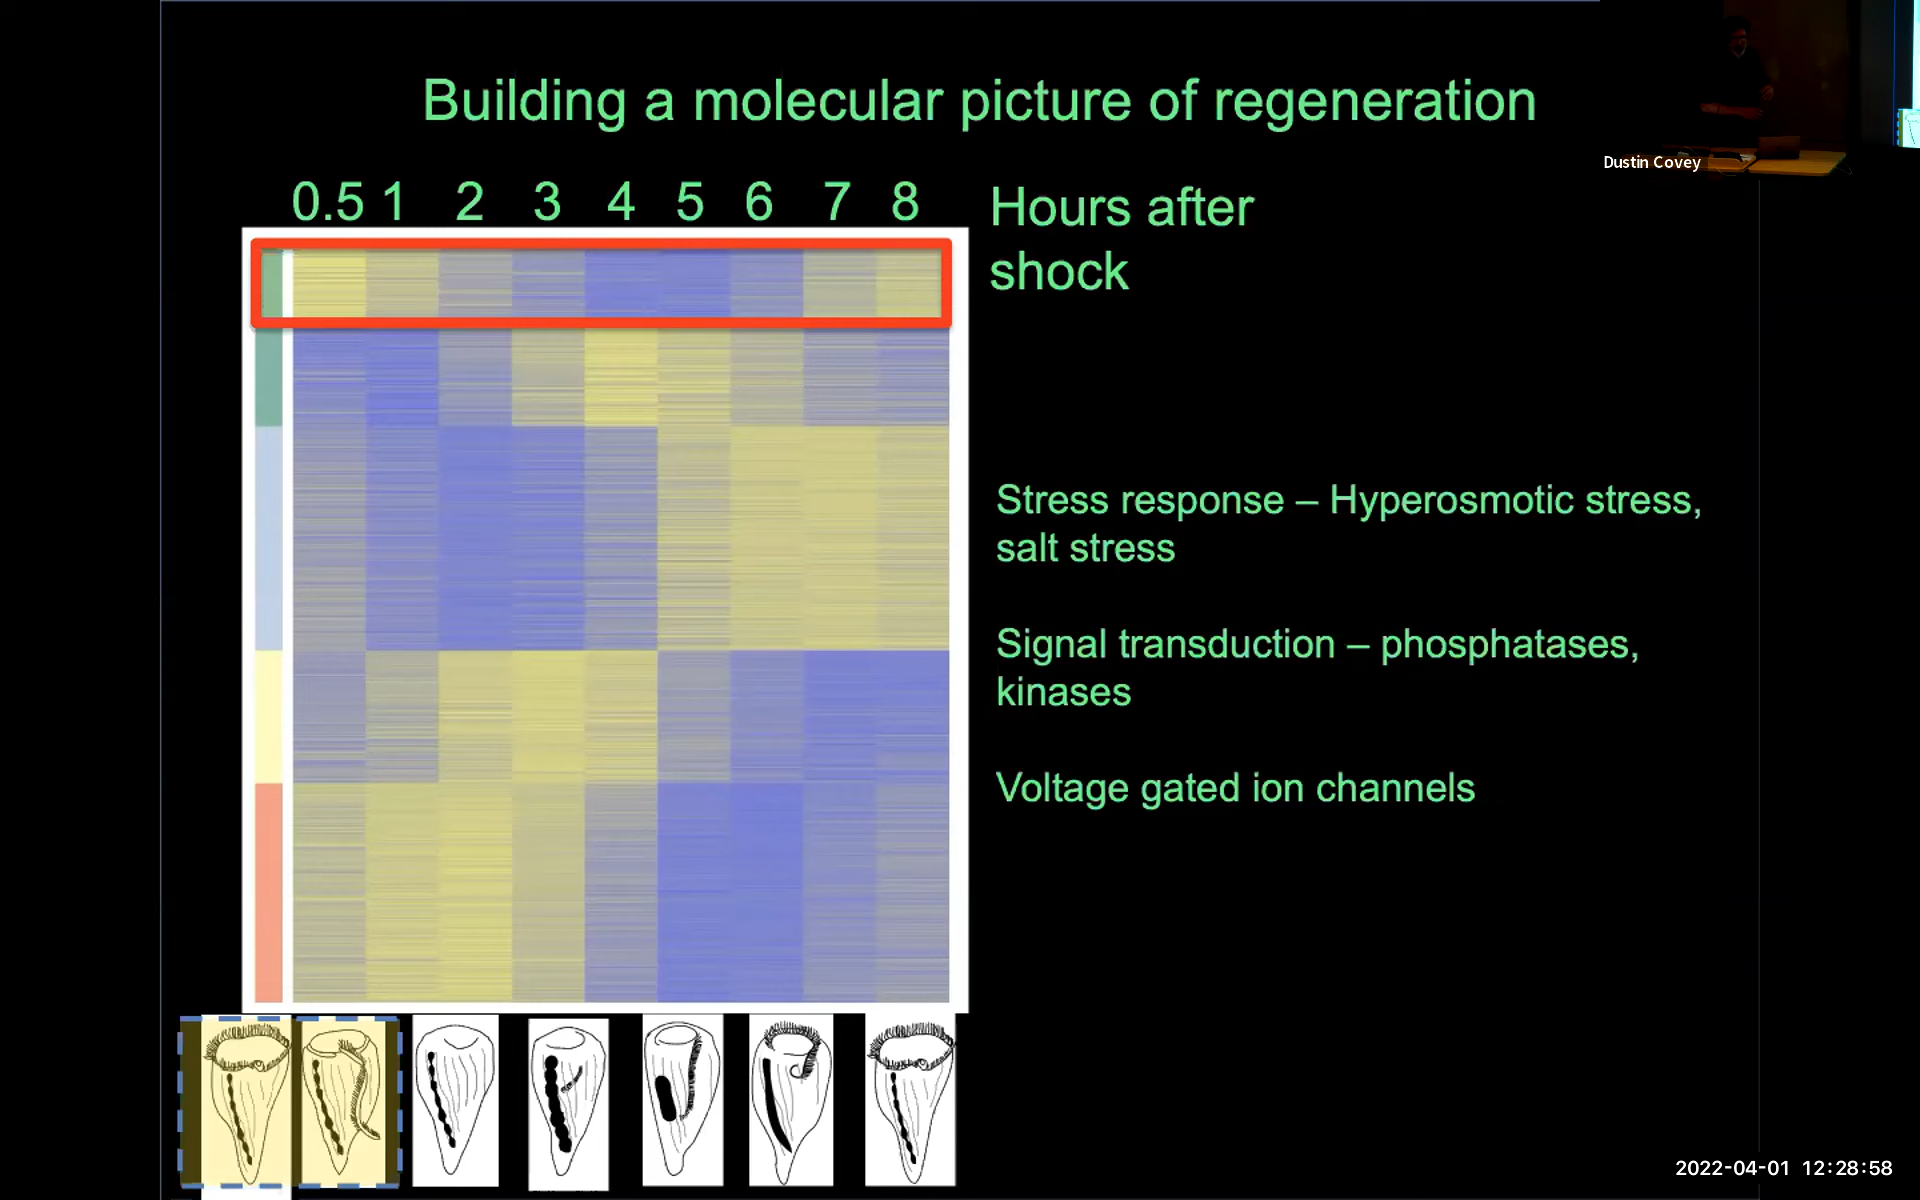 Building a molecular picture of regeneration
Dustin Covey
0.5 1 2 3 4 5 6 7 8
Hours after
shock
Stress response – Hyperosmotic stress,
salt stress
Signal transduction – phosphatases,
kinases
Voltage gated ion channels
2022-04-01 12:28:58